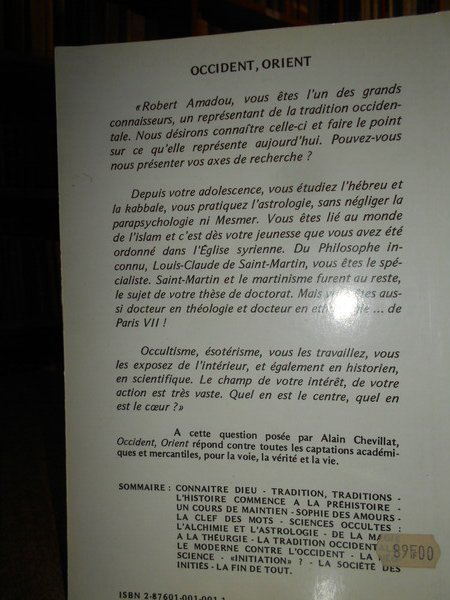 OCCIDENT, ORIENT
« Robert Amadou, vous êtes l'un des grands
connaisseurs, un représentant de la tradition occiden-
tale. Nous désirons connaître celle-ci et faire le point
sur ce qu'elle représente aujourd'hui. Pouvez-vous
nous présenter vos axes de recherche ?
Depuis votre adolescence, vous étudiez l'hébreu et
la kabbale, vous pratiquez l'astrologie, sans négliger la
parapsychologie ni Mesmer. Vous êtes lié au monde
de l'islam et c'est dès votre jeunesse que vous avez été
ordonné dans l'Église syrienne. Du Philosophe in-
connu, Louis-Claude de Saint-Martin, vous êtes le spé-
cialiste. Saint-Martin et le martinisme furent au reste,
le sujet de votre thèse de doctorat. Mais aus-
si docteur en théologie et docteur en ... de
Paris VII !
Occultisme, ésotérisme, vous les travaillez, vous
les exposez de l'intérieur, et également en historien,
en scientifique. Le champ de votre intérêt, de votre
action est très vaste. Quel en est le centre, quel en
est le cœur ?»
A cette question posée par Alain Chevillat,
Occident, Orient répond contre toutes les captations académi-
ques et mercantiles, pour la voie, la vérité et la vie.
SOMMAIRE : CONNAITRE DIEU - TRADITION, TRADITIONS -
L'HISTOIRE COMMENCE A LA PRÉHISTOIRE -
UN COURS DE MAINTIEN - SOPHIE DES AMOURS -
LA CLEF DES MOTS - SCIENCES OCCULTES :
L'ALCHIMIE ET L'ASTROLOGIE - DE LA MAGIE
A LA THÉURGIE - LA TRADITION OCCIDENTALE
LE MODERNE CONTRE L'OCCIDENT - LA
SCIENCE - «INITIATION» ? - LA SOCIÉTÉ DES
INITIÉS - LA FIN DE TOUT.
89F00
ISBN 2-87601-001-001 1